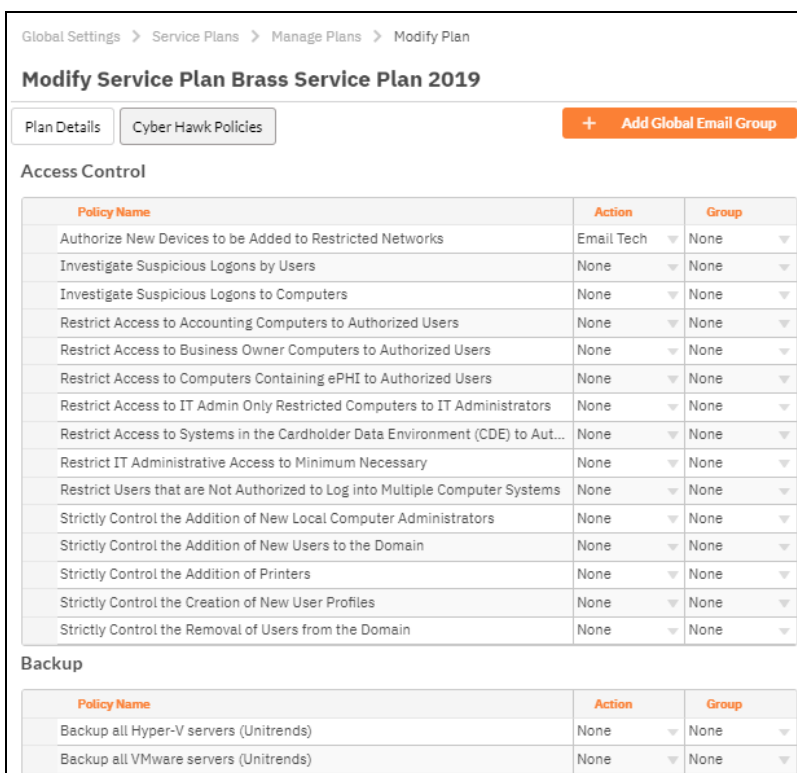 Global Settings > Service Plans > Manage Plans > Modify Plan
Modify Service Plan Brass Service Plan 2019
Plan Details Cyber Hawk Policies + Add Global Email Group
Access Control
Policy Name Action Group
Authorize New Devices to be Added to Restricted Networks Email Tech None
Investigate Suspicious Logons by Users None None
Investigate Suspicious Logons to Computers None None
Restrict Access to Accounting Computers to Authorized Users None None
Restrict Access to Business Owner Computers to Authorized Users None None
Restrict Access to Computers Containing ePHI to Authorized Users None None
Restrict Access to IT Admin Only Restricted Computers to IT Administrators None None
Restrict Access to Systems in the Cardholder Data Environment (CDE) to Aut... None None
Restrict IT Administrative Access to Minimum Necessary None None
Restrict Users that are Not Authorized to Log into Multiple Computer Systems None None
Strictly Control the Addition of New Local Computer Administrators None None
Strictly Control the Addition of New Users to the Domain None None
Strictly Control the Addition of Printers None None
Strictly Control the Creation of New User Profiles None None
Strictly Control the Removal of Users from the Domain None None
Backup
Policy Name Action Group
Backup all Hyper-V servers (Unitrends) None None
Backup all VMware servers (Unitrends) None None